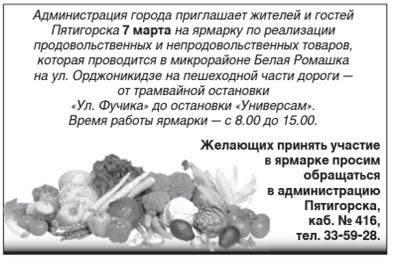 Администрация города приглашает жителей и гостей
Пятигорска 7 марта на ярмарку по реализации
продовольственных и непродовольственных товаров,
которая проводится в микрорайоне Белая Ромашка
на ул. Орджоникидзе на пешеходной части дороги —
от трамвайной остановки
«Ул. Фучика» до остановки «Универсам».
Время работы ярмарки — с 8.00 до 15.00.
Желающих принять участие
в ярмарке просим
обращаться
в администрацию
Пятигорска,
каб. № 416,
тел. 33-59-28.